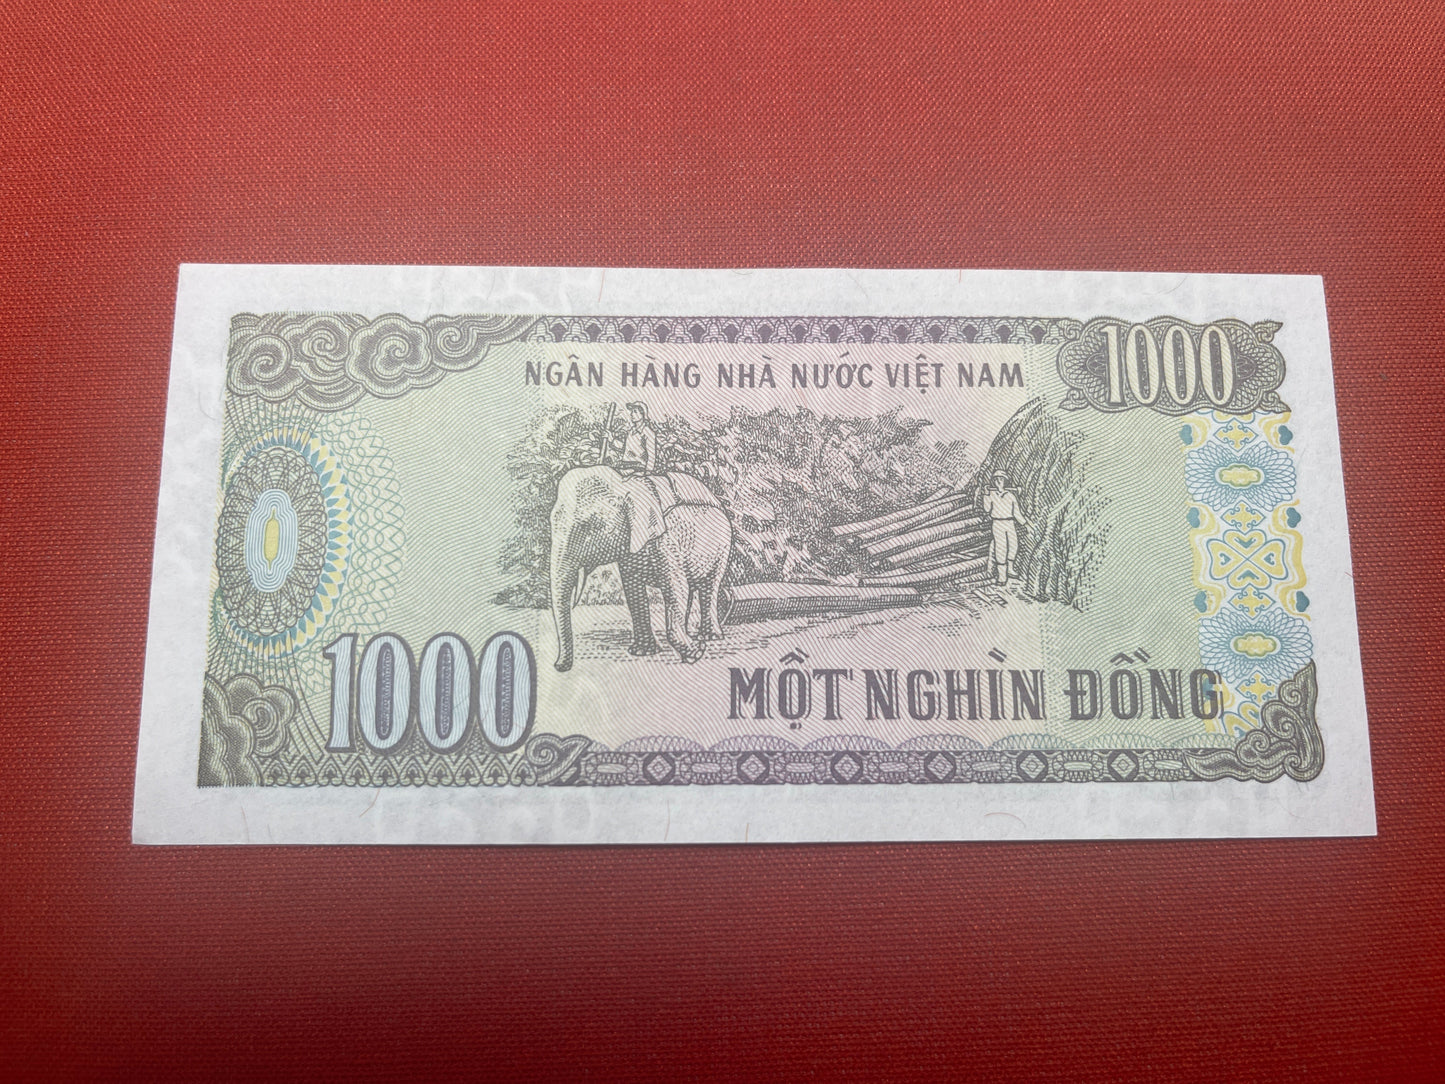 NGÂN HÀNG NHÀ NƯỚC VIỆT NAM
1000
1000
MỘT NGHÌN ĐỒNG